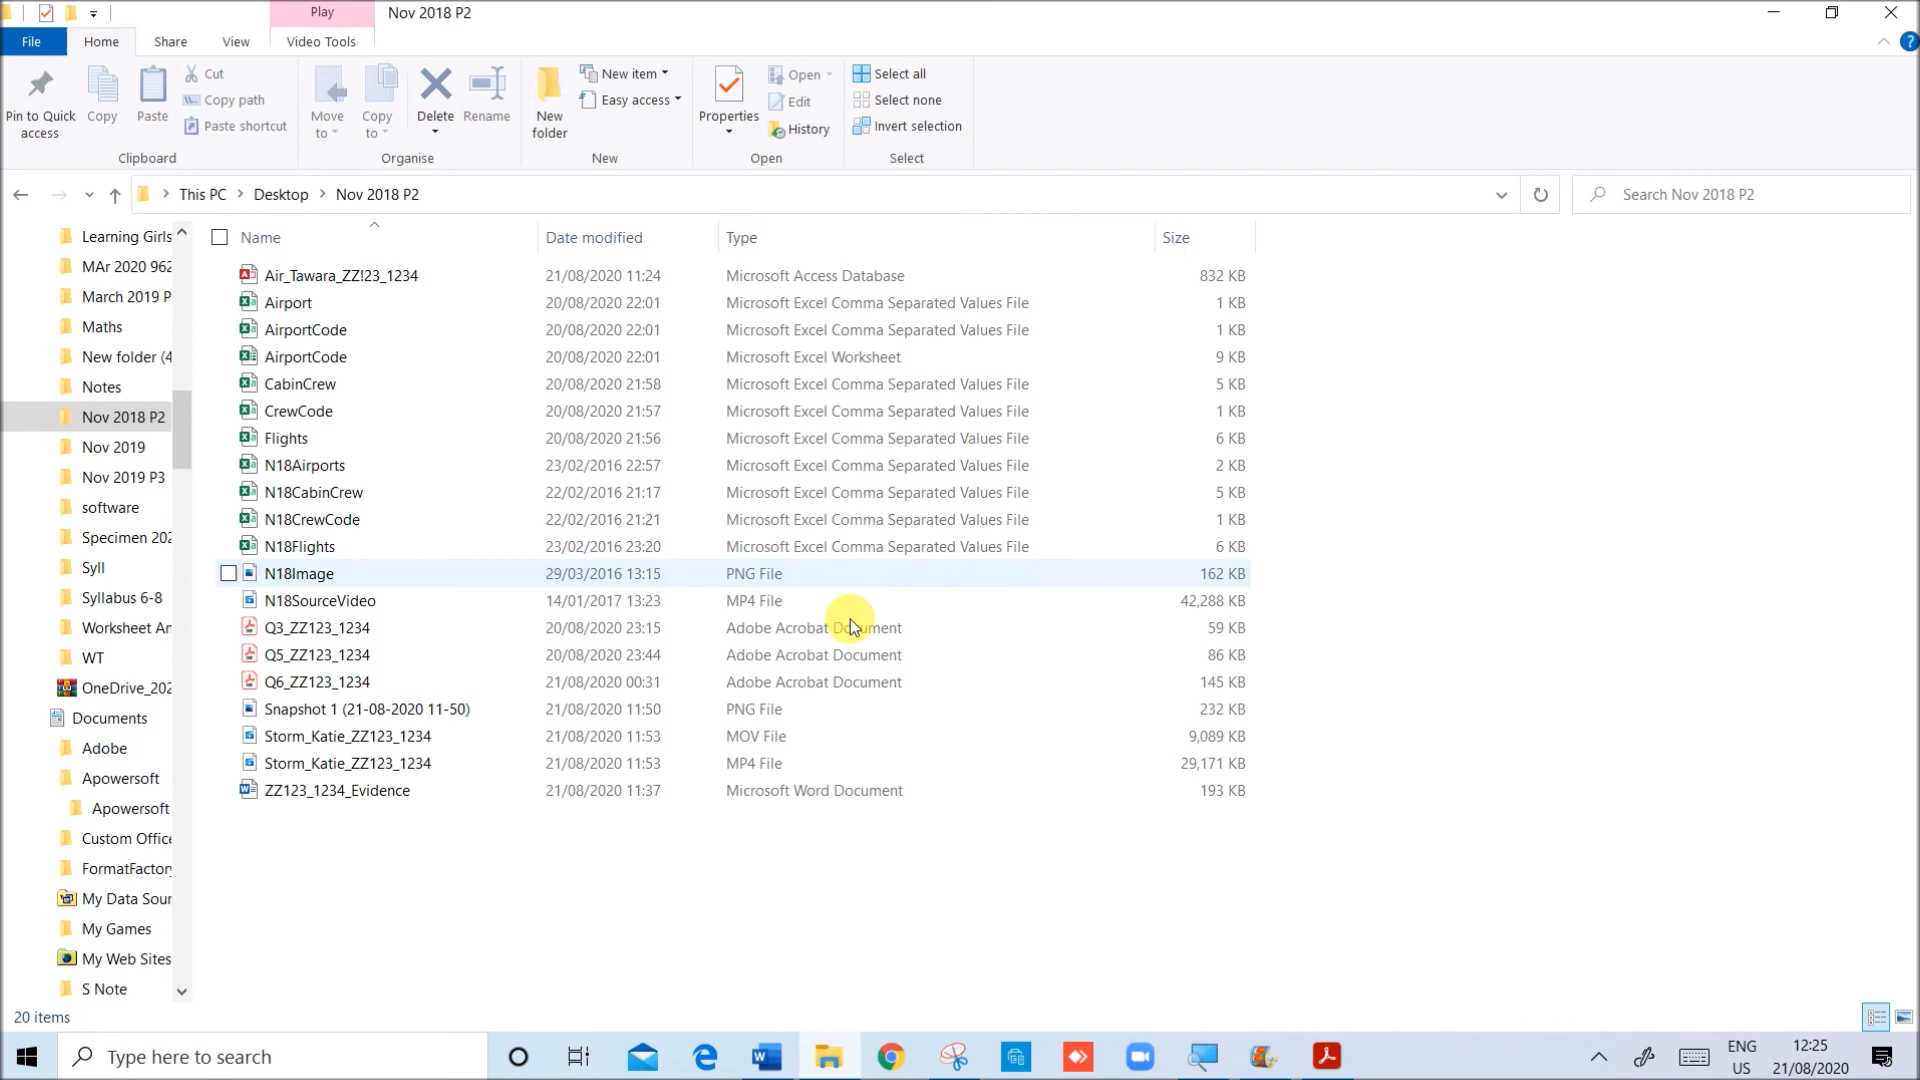 Play
Nov 2018 P2
File
Home
Share
View
Video Tools
Pin to Quick access
Copy
Paste
Cut
Copy path
Paste shortcut
Clipboard
Move to
Copy to
Delete
Rename
Organise
New folder
New item
Easy access
New
Properties
Open
Edit
History
Open
Select all
Select none
Invert selection
Select
This PC > Desktop > Nov 2018 P2
Search Nov 2018 P2
Learning Girls
MAr 2020 962
March 2019 P
Maths
New folder (4
Notes
Nov 2018 P2
Nov 2019
Nov 2019 P3
software
Specimen 202
Syll
Syllabus 6-8
Worksheet An
WT
OneDrive_202
Documents
Adobe
Apowersoft
Apowersoft
Custom Office
FormatFactory
My Data Sour
My Games
My Web Sites
S Note
Name Date modified Type Size
Air_Tawara_ZZ!23_1234 21/08/2020 11:24 Microsoft Access Database 832 KB
Airport 20/08/2020 22:01 Microsoft Excel Comma Separated Values File 1 KB
AirportCode 20/08/2020 22:01 Microsoft Excel Comma Separated Values File 1 KB
AirportCode 20/08/2020 22:01 Microsoft Excel Worksheet 9 KB
CabinCrew 20/08/2020 21:58 Microsoft Excel Comma Separated Values File 5 KB
CrewCode 20/08/2020 21:57 Microsoft Excel Comma Separated Values File 1 KB
Flights 20/08/2020 21:56 Microsoft Excel Comma Separated Values File 6 KB
N18Airports 23/02/2016 22:57 Microsoft Excel Comma Separated Values File 2 KB
N18CabinCrew 22/02/2016 21:17 Microsoft Excel Comma Separated Values File 5 KB
N18CrewCode 22/02/2016 21:21 Microsoft Excel Comma Separated Values File 1 KB
N18Flights 23/02/2016 23:20 Microsoft Excel Comma Separated Values File 6 KB
N18Image 29/03/2016 13:15 PNG File 162 KB
N18SourceVideo 14/01/2017 13:23 MP4 File 42,288 KB
Q3_ZZ123_1234 20/08/2020 23:15 Adobe Acrobat Document 59 KB
Q5_ZZ123_1234 20/08/2020 23:44 Adobe Acrobat Document 86 KB
Q6_ZZ123_1234 21/08/2020 00:31 Adobe Acrobat Document 145 KB
Snapshot 1 (21-08-2020 11-50) 21/08/2020 11:50 PNG File 232 KB
Storm_Katie_ZZ123_1234 21/08/2020 11:53 MOV File 9,089 KB
Storm_Katie_ZZ123_1234 21/08/2020 11:53 MP4 File 29,171 KB
ZZ123_1234_Evidence 21/08/2020 11:37 Microsoft Word Document 193 KB
20 items
Type here to search
ENG
US
12:25
21/08/2020